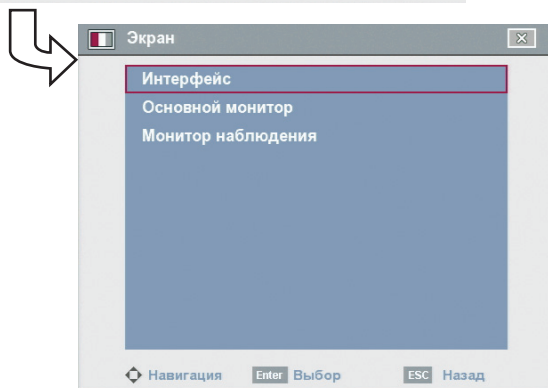 Экран
Интерфейс
Основной монитор
Монитор наблюдения
Навигация Enter Выбор ESC Назад